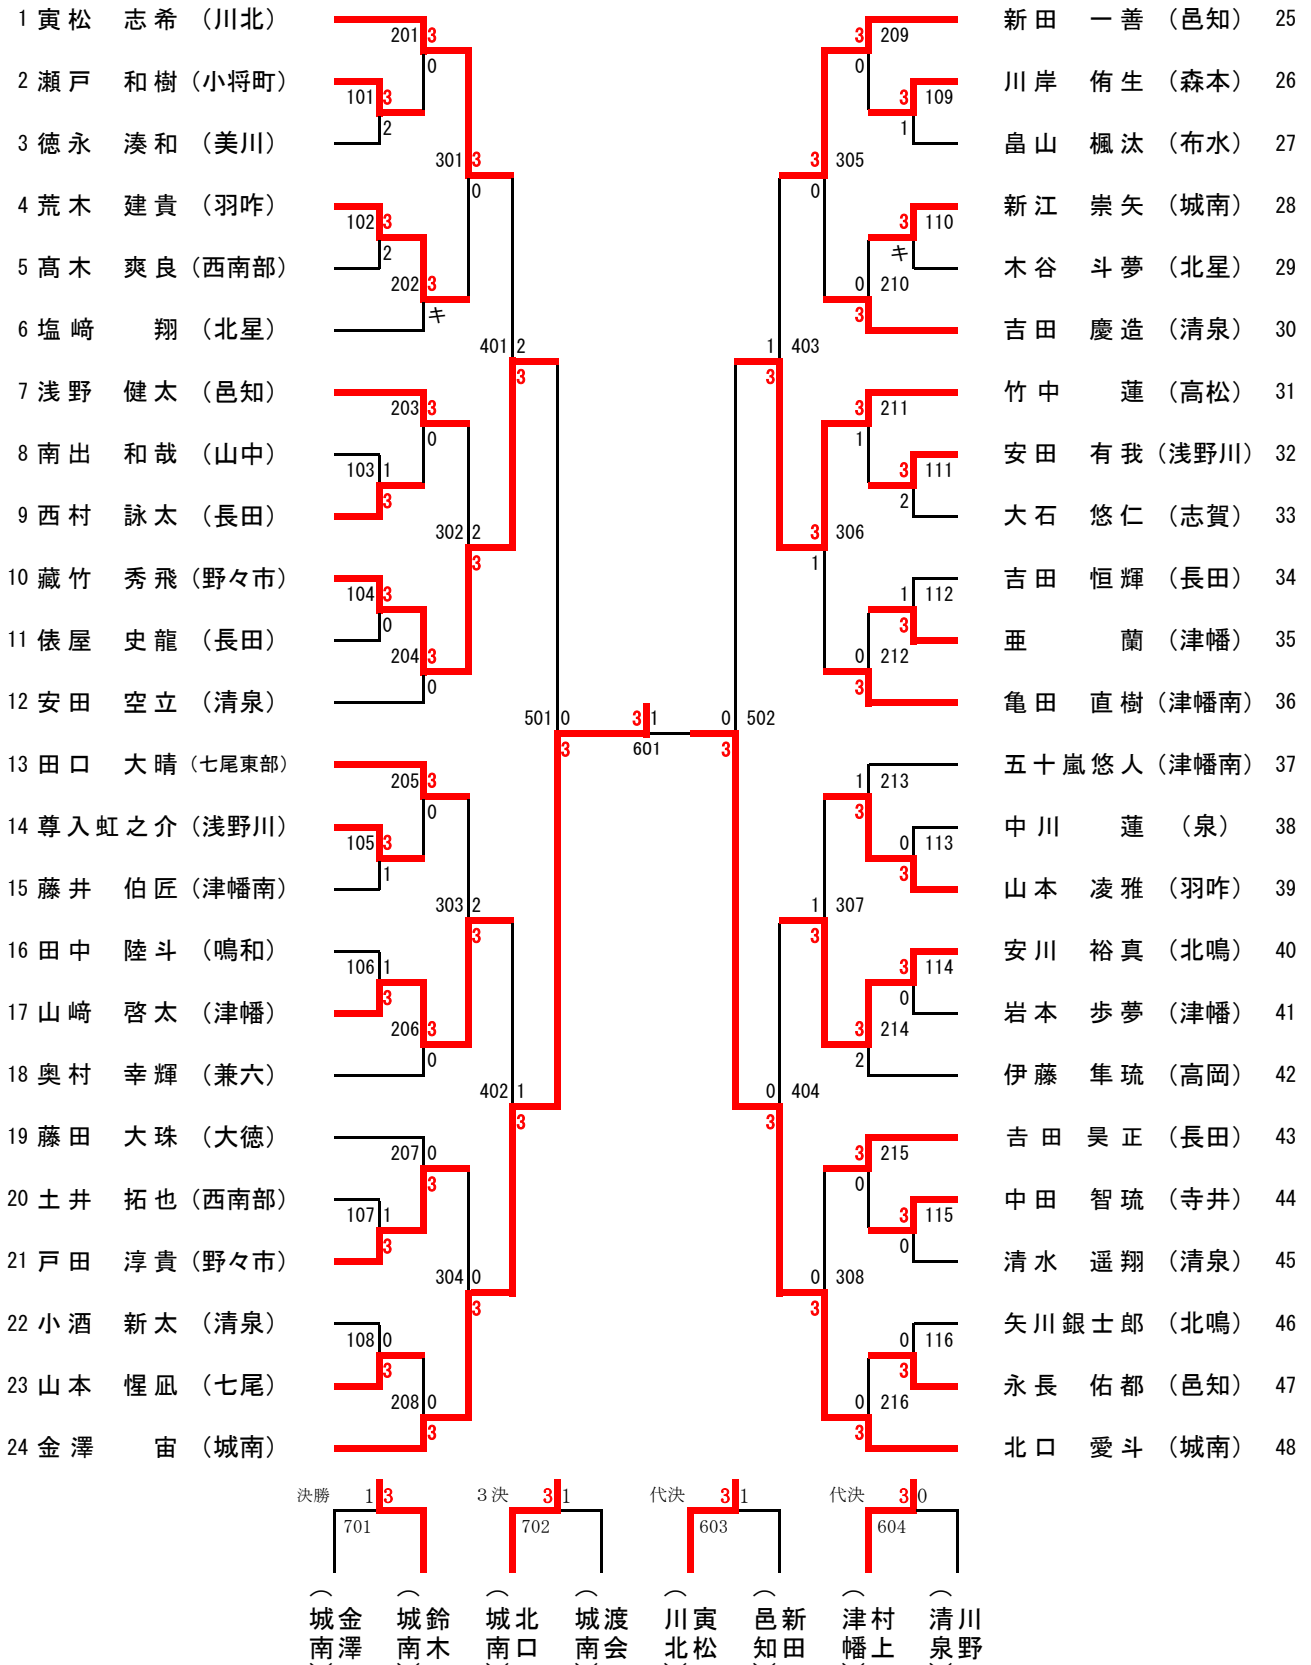 1 寅松 志希 (川北)
2 瀬戸 和樹 (小将町)
3 徳永 湊和 (美川)
4 荒木 建貴 (羽咋)
5 髙木 爽良 (西南部)
6 塩﨑 翔 (北星)
7 浅野 健太 (邑知)
8 南出 和哉 (山中)
9 西村 詠太 (長田)
10 藏竹 秀飛 (野々市)
11 俵屋 史龍 (長田)
12 安田 空立 (清泉)
13 田口 大晴 (七尾東部)
14 尊入虹之介 (浅野川)
15 藤井 伯匠 (津幡南)
16 田中 陸斗 (鳴和)
17 山﨑 啓太 (津幡)
18 奥村 幸輝 (兼六)
19 藤田 大珠 (大徳)
20 土井 拓也 (西南部)
21 戸田 淳貴 (野々市)
22 小酒 新太 (清泉)
23 山本 惺凪 (七尾)
24 金澤 宙 (城南)
101 3 2
102 3 2
103 1 3
104 3 0
105 3 1
106 1 3
107 1 3
108 0 3
201 3 0
202 3 キ
203 3 0
204 3 0
205 3 0
206 3 0
207 0 3
208 0 3
301 3 0
302 2 3
303 2 3
304 0 3
401 2 3
402 1 3
501 0 3
3 1
601
0 502 3
1 403 3
0 404 3
3 305 0
3 306 1
1 307 3
0 308 3
3 209 0
0 210 3
3 211 1
0 212 3
1 213 3
3 214 2
3 215 0
0 216 3
3 109 1
3 110 キ
3 111 2
1 112 3
0 113 3
3 114 0
3 115 0
0 116 3
新田 一善 (邑知) 25
川岸 侑生 (森本) 26
畠山 楓汰 (布水) 27
新江 崇矢 (城南) 28
木谷 斗夢 (北星) 29
吉田 慶造 (清泉) 30
竹中 蓮 (高松) 31
安田 有我 (浅野川) 32
大石 悠仁 (志賀) 33
吉田 恒輝 (長田) 34
亜 蘭 (津幡) 35
亀田 直樹 (津幡南) 36
五十嵐悠人 (津幡南) 37
中川 蓮 (泉) 38
山本 凌雅 (羽咋) 39
安川 裕真 (北鳴) 40
岩本 歩夢 (津幡) 41
伊藤 隼琉 (高岡) 42
𠮷田 昊正 (長田) 43
中田 智琉 (寺井) 44
清水 遥翔 (清泉) 45
矢川銀士郎 (北鳴) 46
永長 佑都 (邑知) 47
北口 愛斗 (城南) 48
決勝 1 3
701
金澤 (城南)
鈴木 (城南)
3決 3 1
702
北口 (城南)
渡会 (城南)
代決 3 1
603
寅松 (川北)
新田 (邑知)
代決 3 0
604
村上 (津幡)
川野 (清泉)